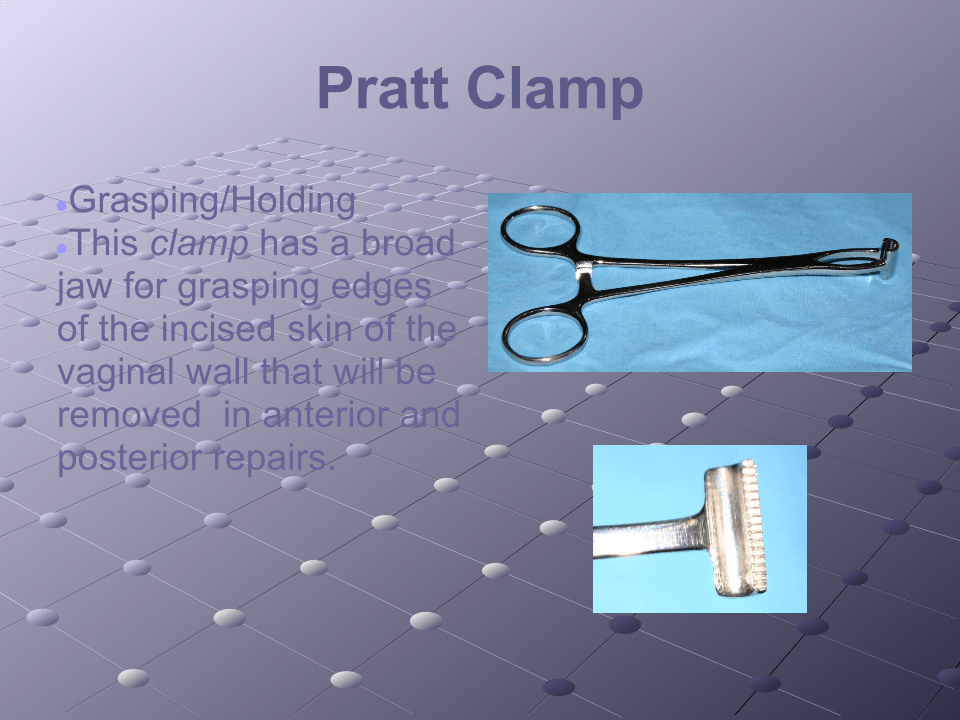 Pratt Clamp
•Grasping/Holding
•This clamp has a broad
jaw for grasping edges
of the incised skin of the
vaginal wall that will be
removed  in anterior and
posterior repairs.